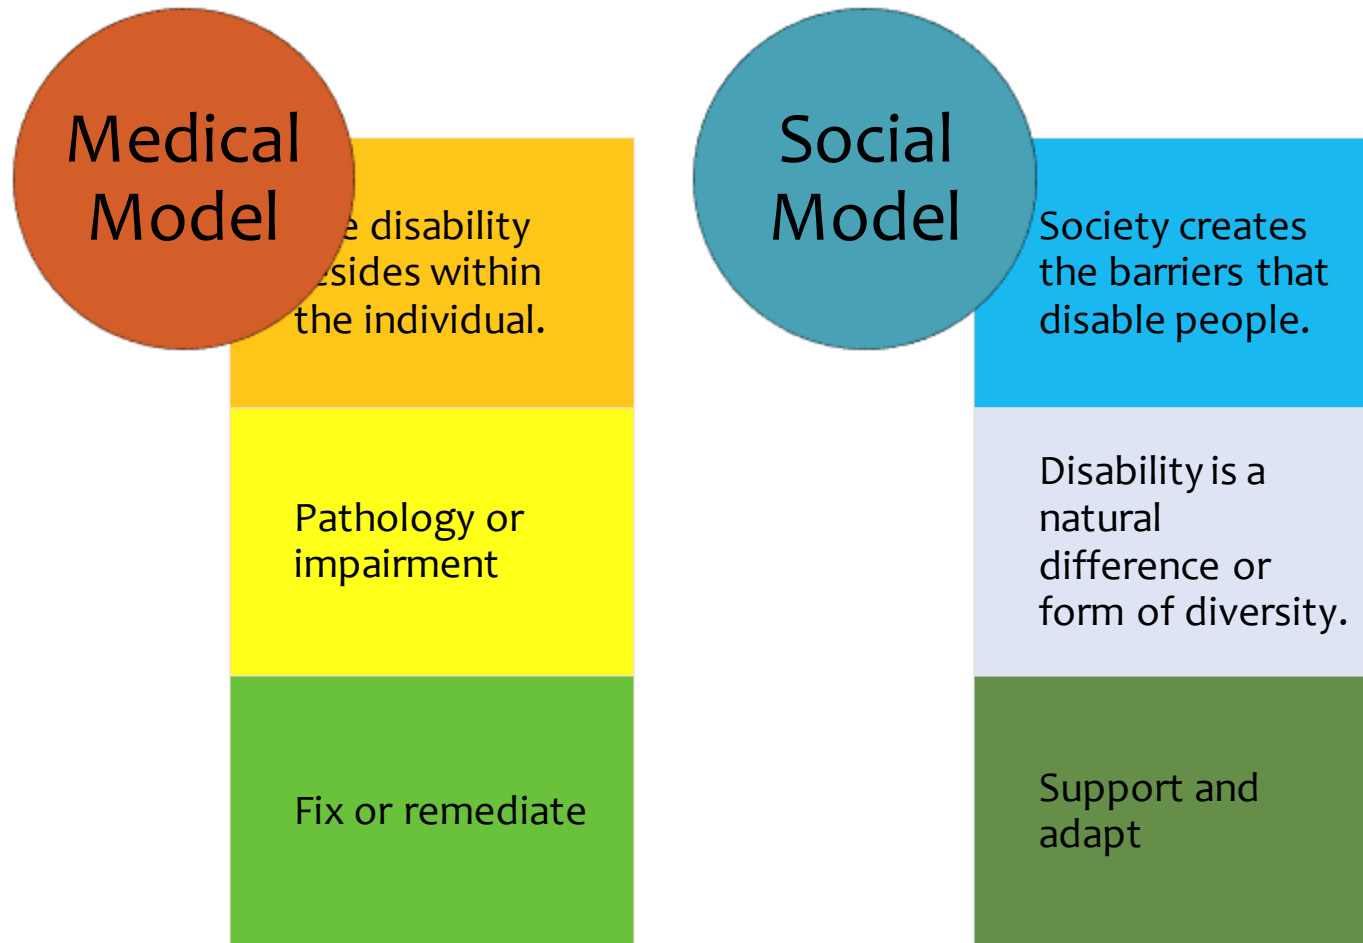 Medical
Model
e disability
esides within
the individual.
Pathology or
impairment
Fix or remediate
Social
Model
Society creates
the barriers that
disable people.
Disability is a
natural
difference or
form of diversity.
Support and
adapt